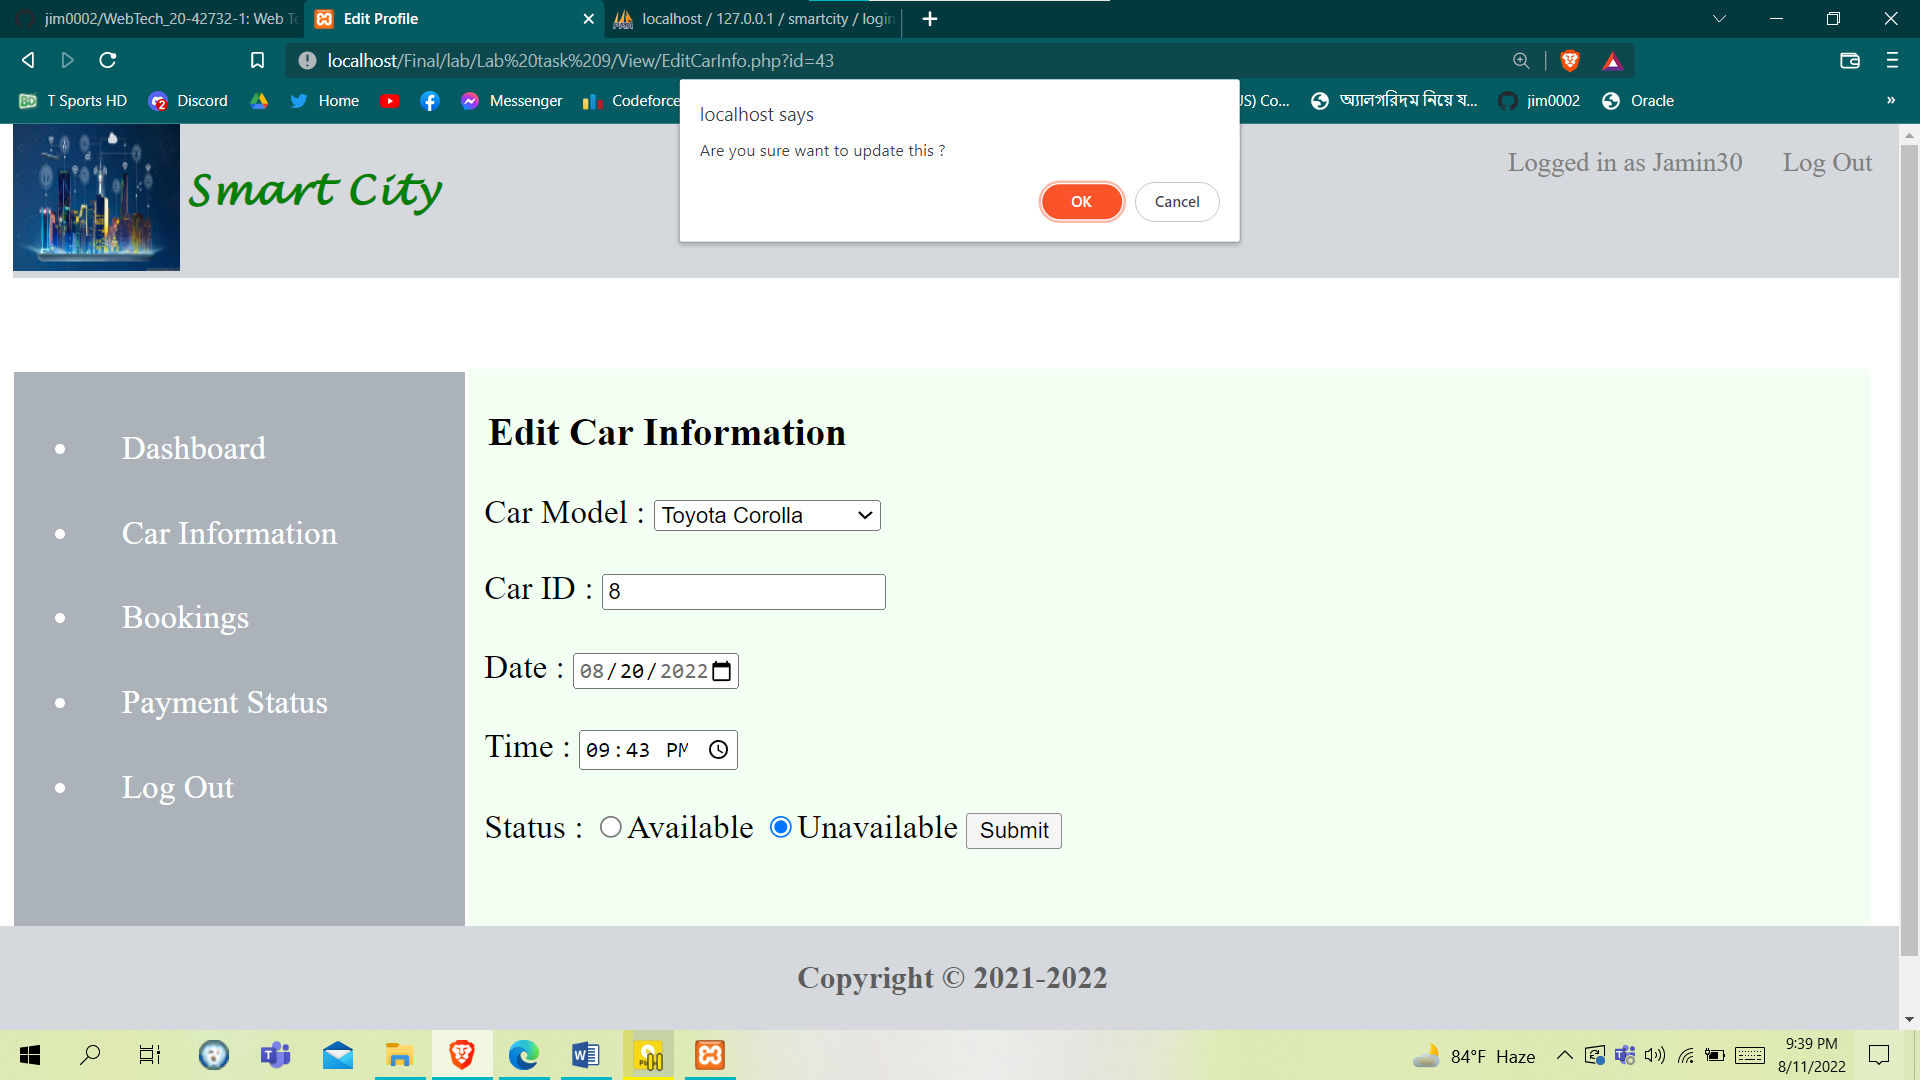 jim0002/WebTech_20-42732-1: Web Te
Edit Profile
localhost / 127.0.0.1 / smartcity / login
localhost/Final/lab/Lab%20task%209/View/EditCarInfo.php?id=43
T Sports HD
Discord
Home
Messenger
Codeforce
US) Co...
অ্যালগরিদম নিয়ে য...
jim0002
Oracle
localhost says
Are you sure want to update this ?
OK
Cancel
Smart City
Logged in as Jamin30
Log Out
Dashboard
Car Information
Bookings
Payment Status
Log Out
Edit Car Information
Car Model : Toyota Corolla
Car ID : 8
Date : 08/20/2022
Time : 09:43 PM
Status : Available Unavailable Submit
Copyright © 2021-2022
84°F Haze
9:39 PM
8/11/2022